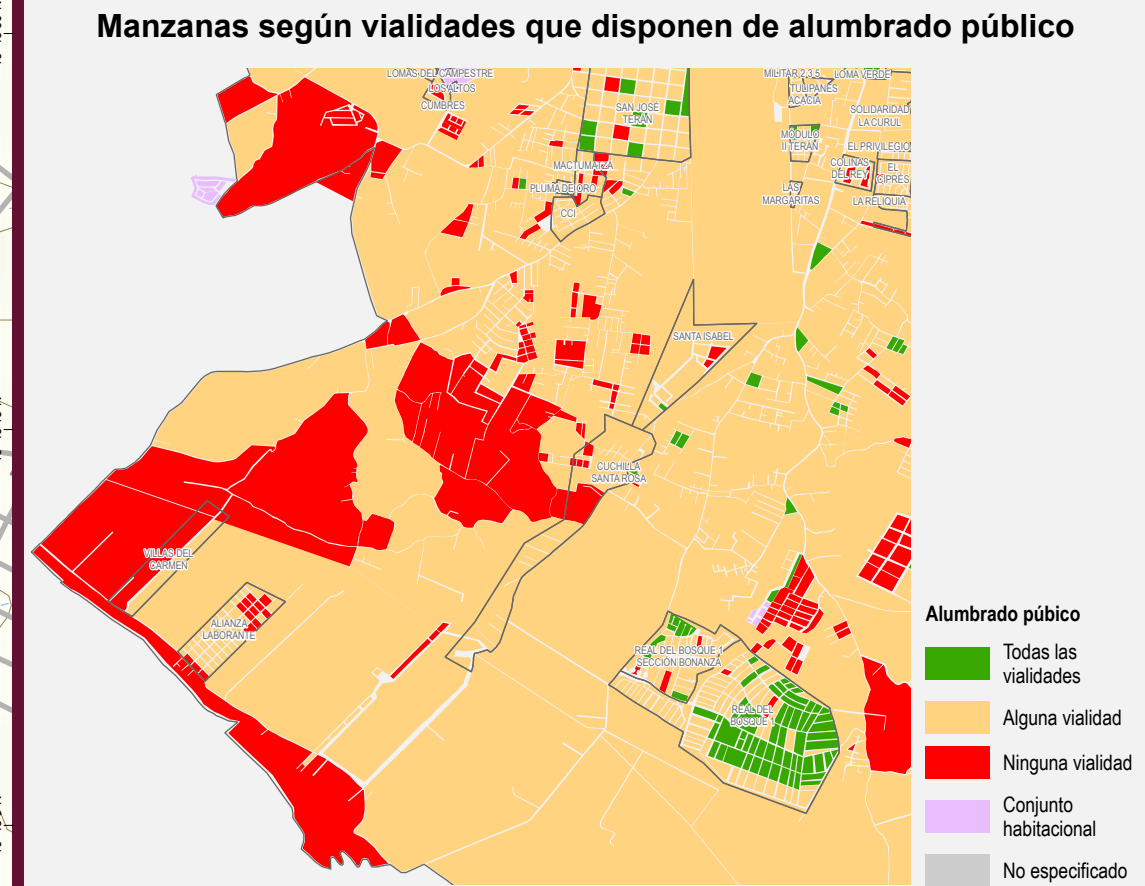 Manzanas según vialidades que disponen de alumbrado público
LOMAS DEL CAMPESTRE
LOS ALTOS
CUMBRES
SAN JOSÉ
TERÁN
MILITAR 2,3,5
LOMA VERDE
TULIPANES
ACACIA
SOLIDARIDAD
LA CURUL
MÓDULO
II TERÁN
EL PRIVILEGIO
MACTUMATZÁ
COLINAS
DEL REY
EL
CIPRÉS
PLUMA DE ORO
LAS
MARGARITAS
LA RELIQUIA
CCI
SANTA ISABEL
CUCHILLA
SANTA ROSA
VILLAS DEL
CARMEN
ALIANZA
LABORANTE
REAL DEL BOSQUE 1
SECCIÓN BONANZA
REAL DEL
BOSQUE 1
Alumbrado púbico
Todas las
vialidades
Alguna vialidad
Ninguna vialidad
Conjunto
habitacional
No especificado